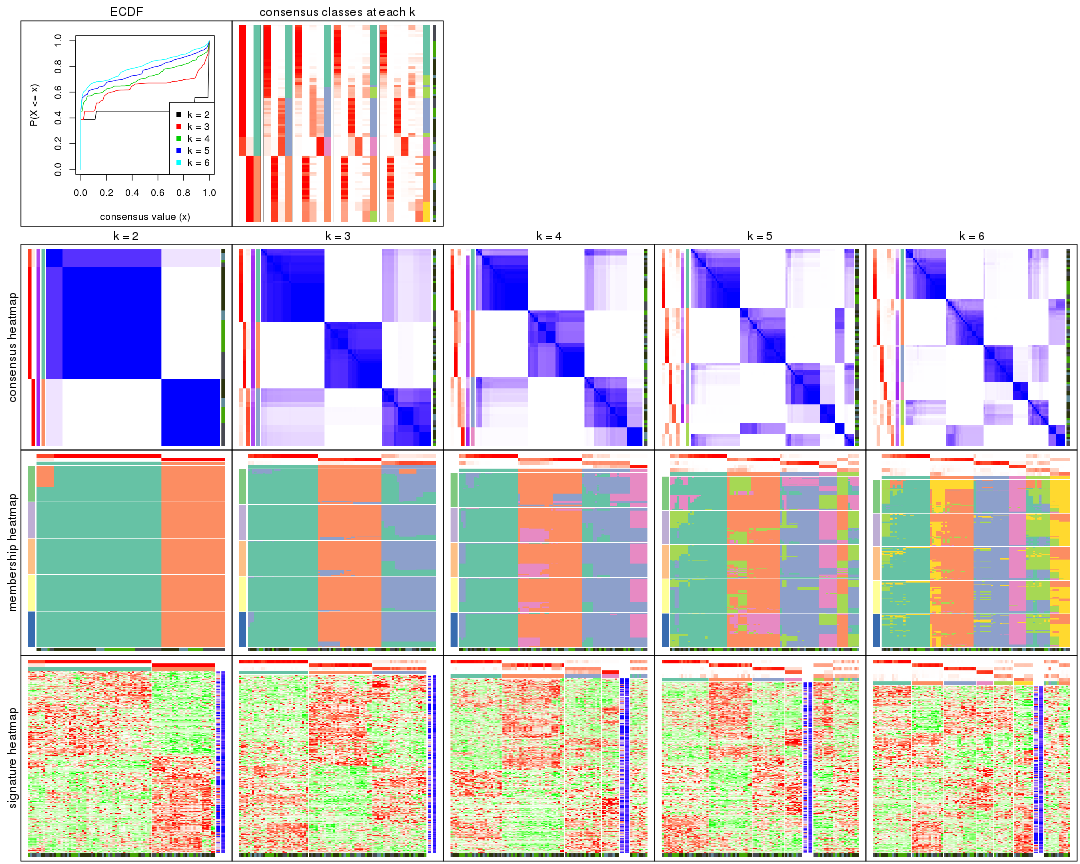 ECDF
consensus classes at each k
P(X <= x)
0.0 0.2 0.4 0.6 0.8 1.0
k = 2
k = 3
k = 4
k = 5
k = 6
0.0 0.2 0.4 0.6 0.8 1.0
consensus value (x)
k = 2 k = 3 k = 4 k = 5 k = 6
consensus heatmap
membership heatmap
signature heatmap